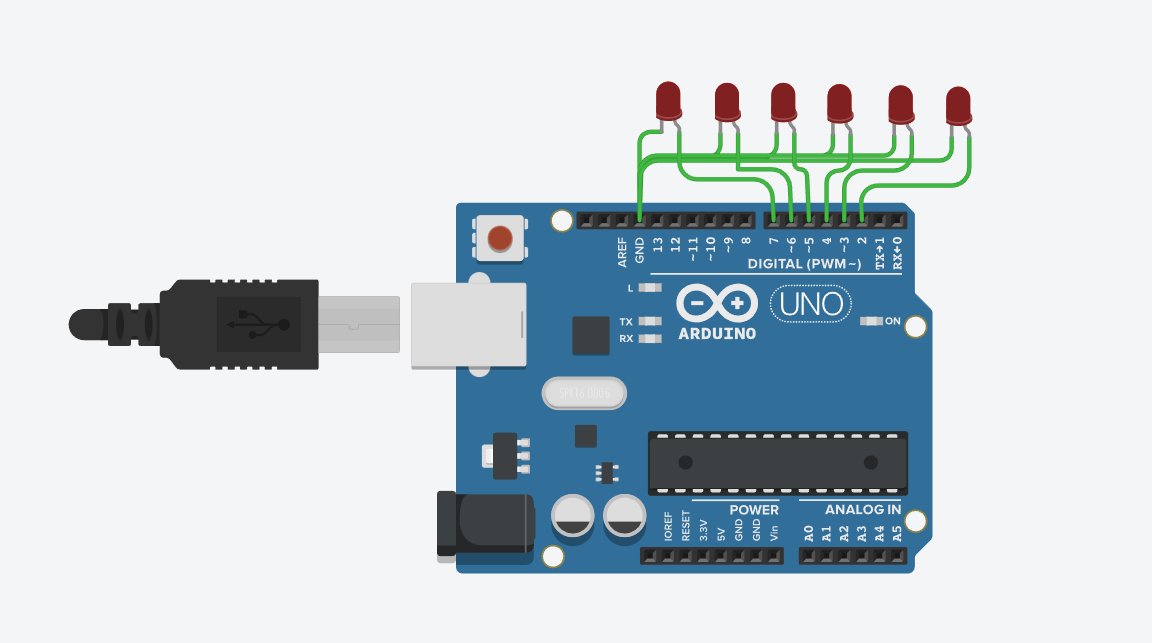 AREF
GND
13
12
~11
~10
~9
8
7
~6
~5
4
~3
2
TX→1
RX←0
DIGITAL (PWM~)
L
TX
RX
ARDUINO
UNO
ON
SPK16.000G
POWER
ANALOG IN
IOREF
RESET
3.3V
5V
GND
GND
Vin
A0
A1
A2
A3
A4
A5